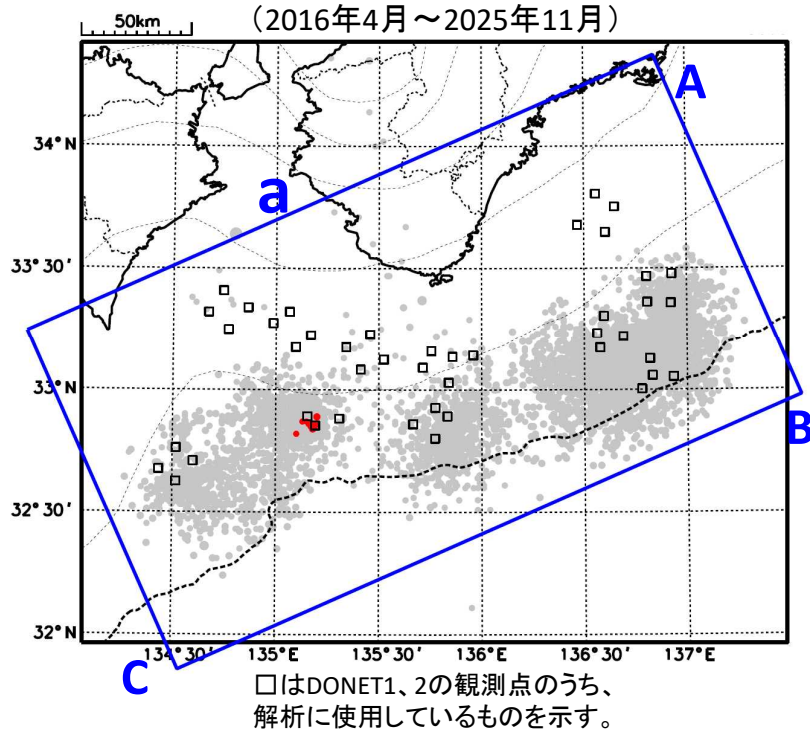 （2016年4月～2025年11月）
50km
A
a
34°N
33°30′
33°N
B
32°30′
32°N
134°30′
135°E
135°30′
136°E
136°30′
137°E
C
□はDONET1、2の観測点のうち、
解析に使用しているものを示す。